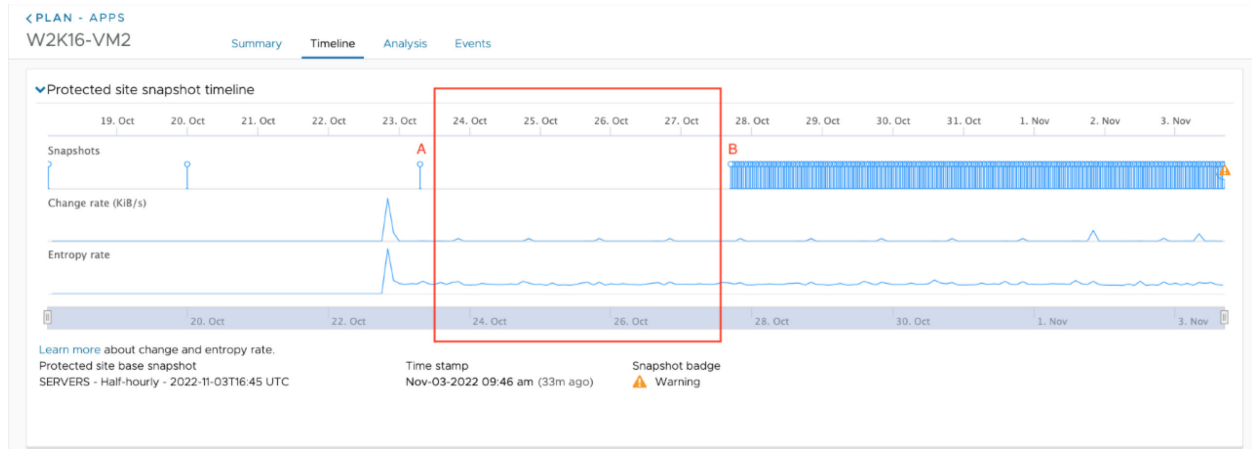 PLAN - APPS
W2K16-VM2
Summary Timeline Analysis Events
Protected site snapshot timeline
19. Oct 20. Oct 21. Oct 22. Oct 23. Oct 24. Oct 25. Oct 26. Oct 27. Oct 28. Oct 29. Oct 30. Oct 31. Oct 1. Nov 2. Nov 3. Nov
Snapshots A B
Change rate (KiB/s)
Entropy rate
20. Oct 22. Oct 24. Oct 26. Oct 28. Oct 30. Oct 1. Nov 3. Nov
Learn more about change and entropy rate.
Protected site base snapshot Time stamp Snapshot badge
SERVERS - Half-hourly - 2022-11-03T16:45 UTC Nov-03-2022 09:46 am (33m ago) Warning